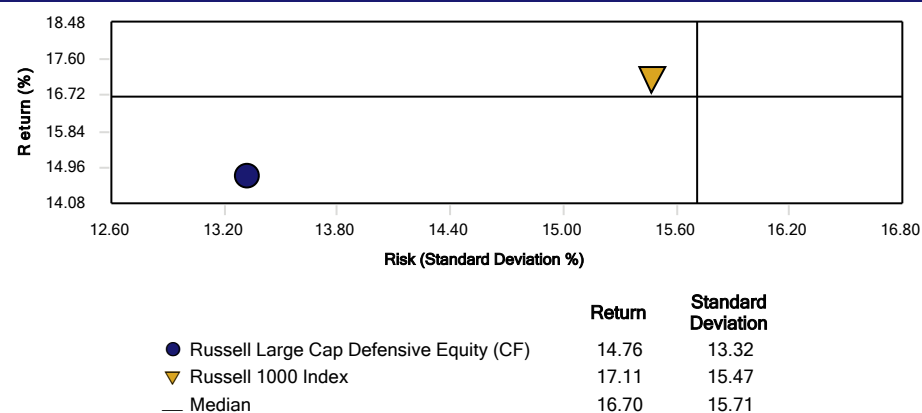 18.48
17.60
16.72
15.84
14.96
14.08
Return (%)
12.60 13.20 13.80 14.40 15.00 15.60 16.20 16.80
Risk (Standard Deviation %)
Return Standard Deviation
Russell Large Cap Defensive Equity (CF) 14.76 13.32
Russell 1000 Index 17.11 15.47
Median 16.70 15.71